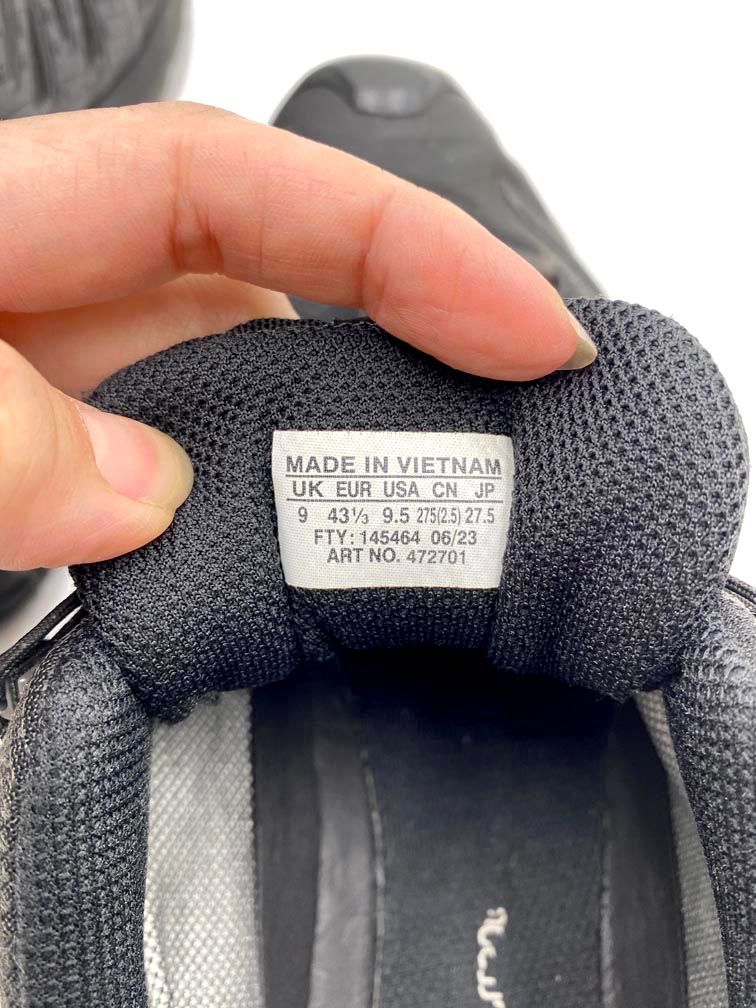 MADE IN VIETNAM
UK EUR USA CN JP
9 43⅓ 9.5 275(2.5) 27.5
FTY: 145464 06/23
ART NO. 472701